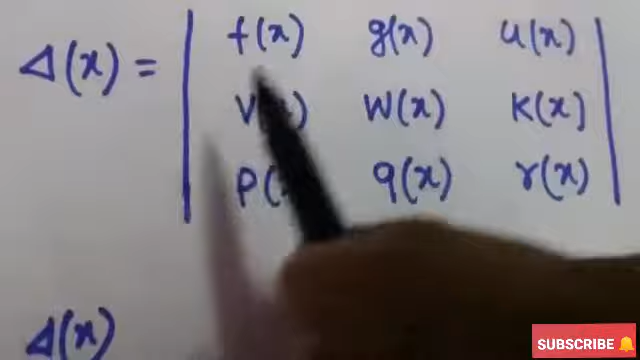 Δ(x) =
f(x) g(x) u(x)
w(x) k(x)
q(x) r(x)
Δ(x)
SUBSCRIBE 🔔